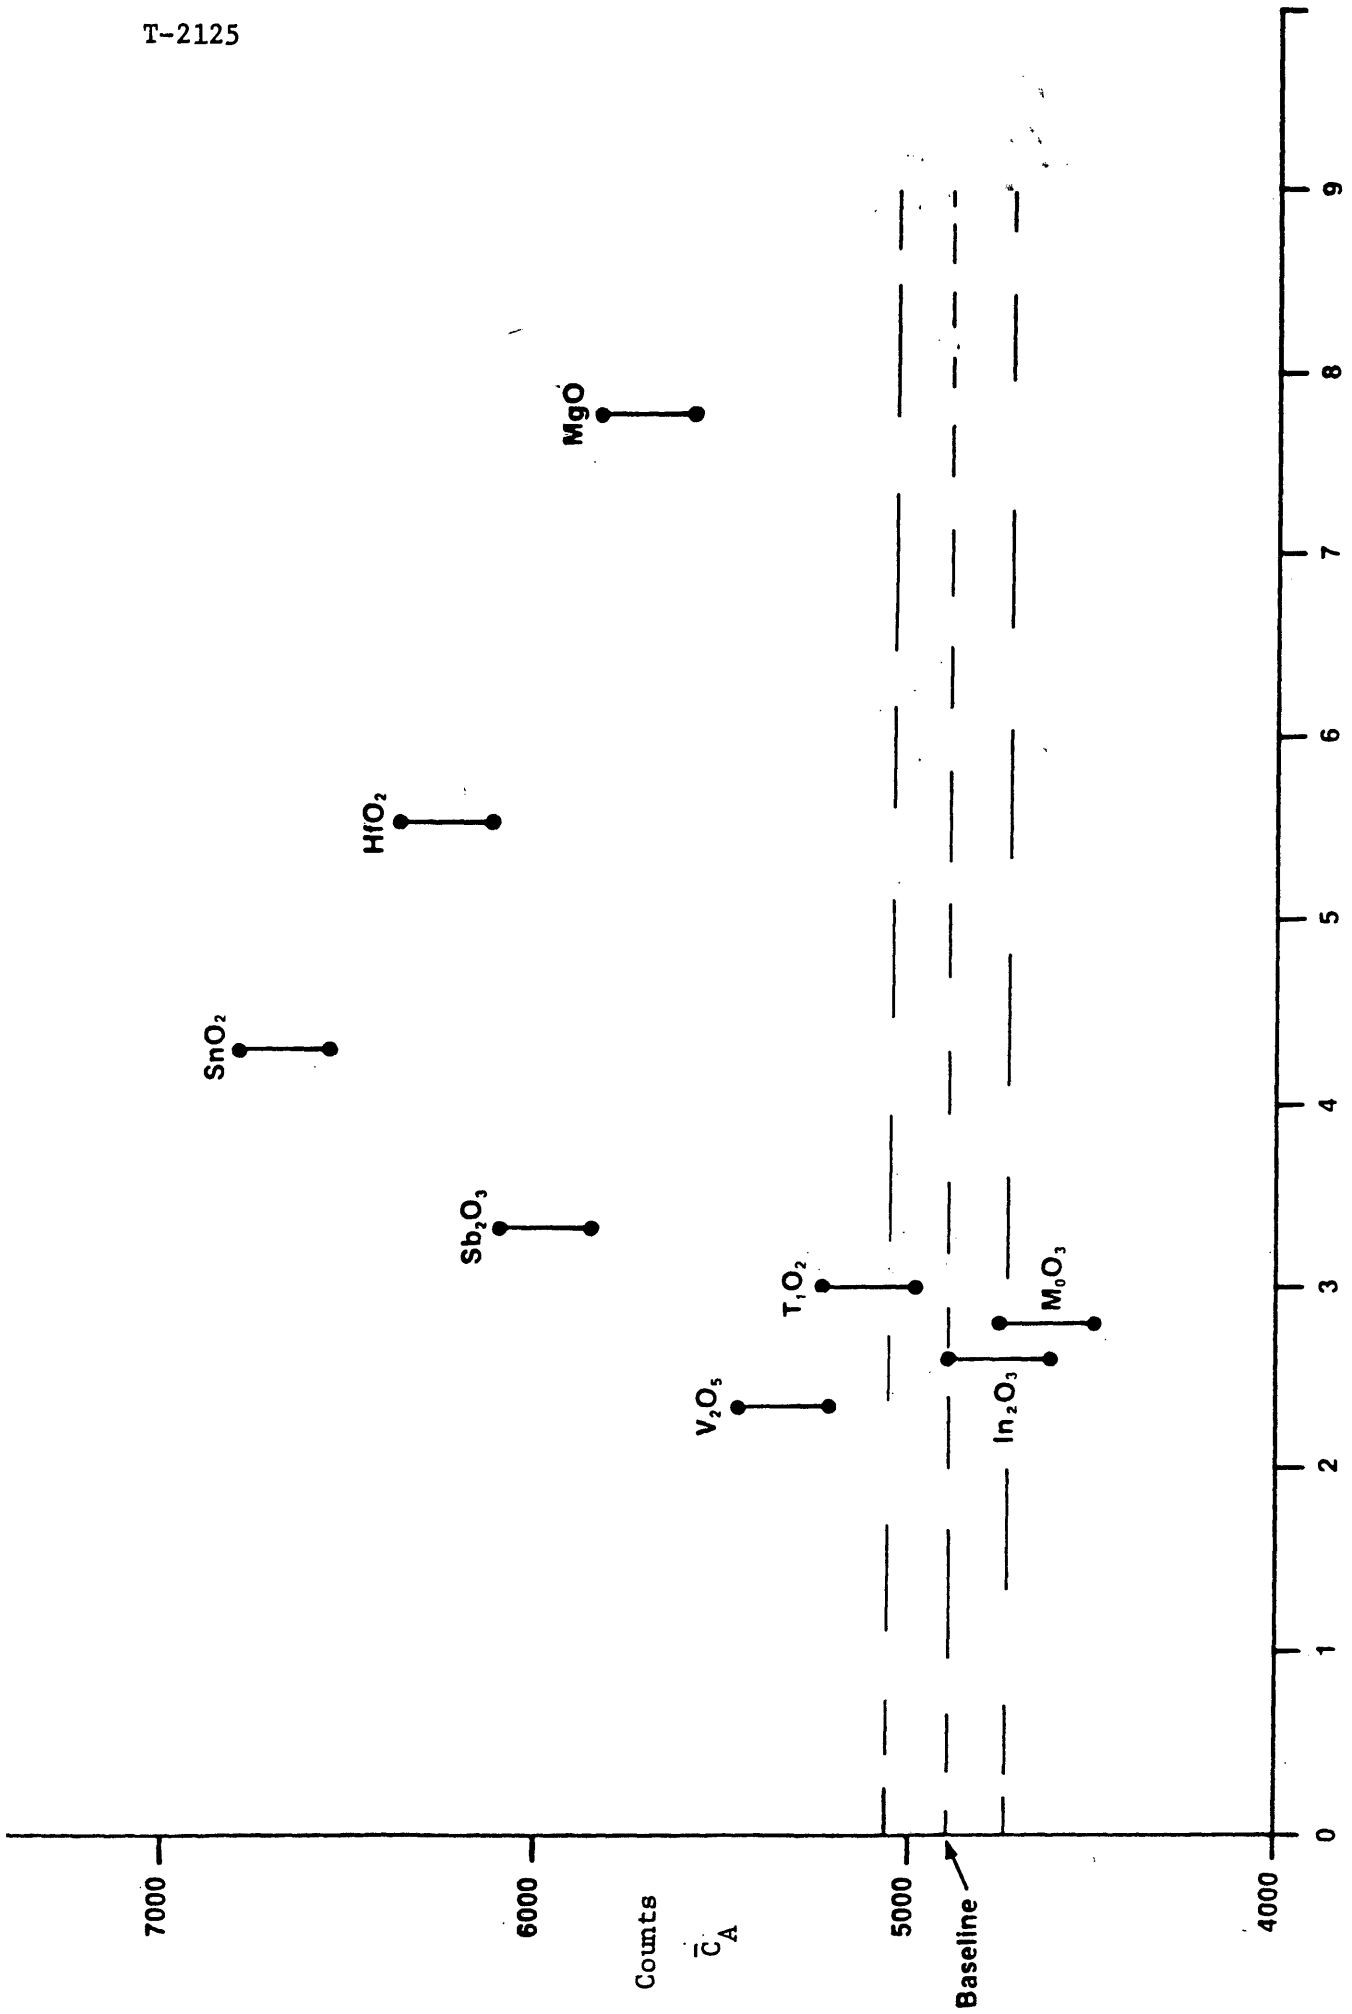 T-2125
7000
6000
5000
4000
Counts
C̅A
Baseline
SnO₂
HfO₂
MgO
Sb₂O₃
V₂O₅
T₁O₂
In₂O₃
M₀O₃
0 1 2 3 4 5 6 7 8 9